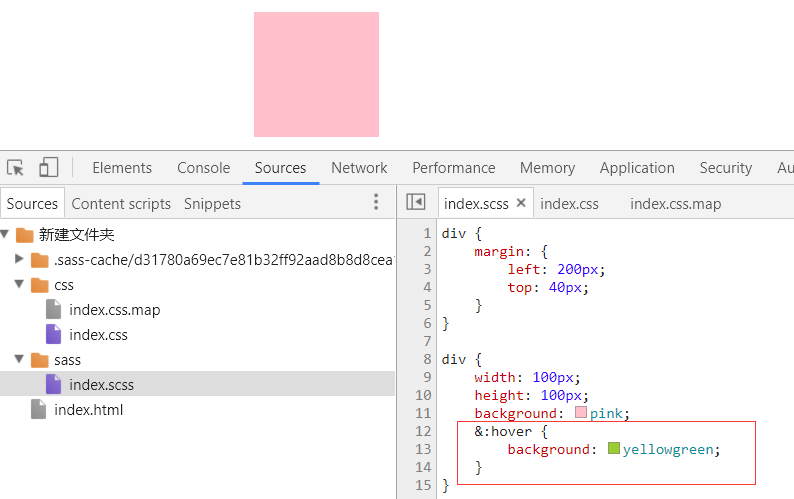 Elements Console Sources Network Performance Memory Application Security Au
Sources Content scripts Snippets
index.scss × index.css index.css.map
新建文件夹
.sass-cache/d31780a69ec7e81b32ff92aad8b8d8cea
css
index.css.map
index.css
sass
index.scss
index.html
1 div {
2 margin: {
3 left: 200px;
4 top: 40px;
5 }
6 }
7
8 div {
9 width: 100px;
10 height: 100px;
11 background: pink;
12 &:hover {
13 background: yellowgreen;
14 }
15 }